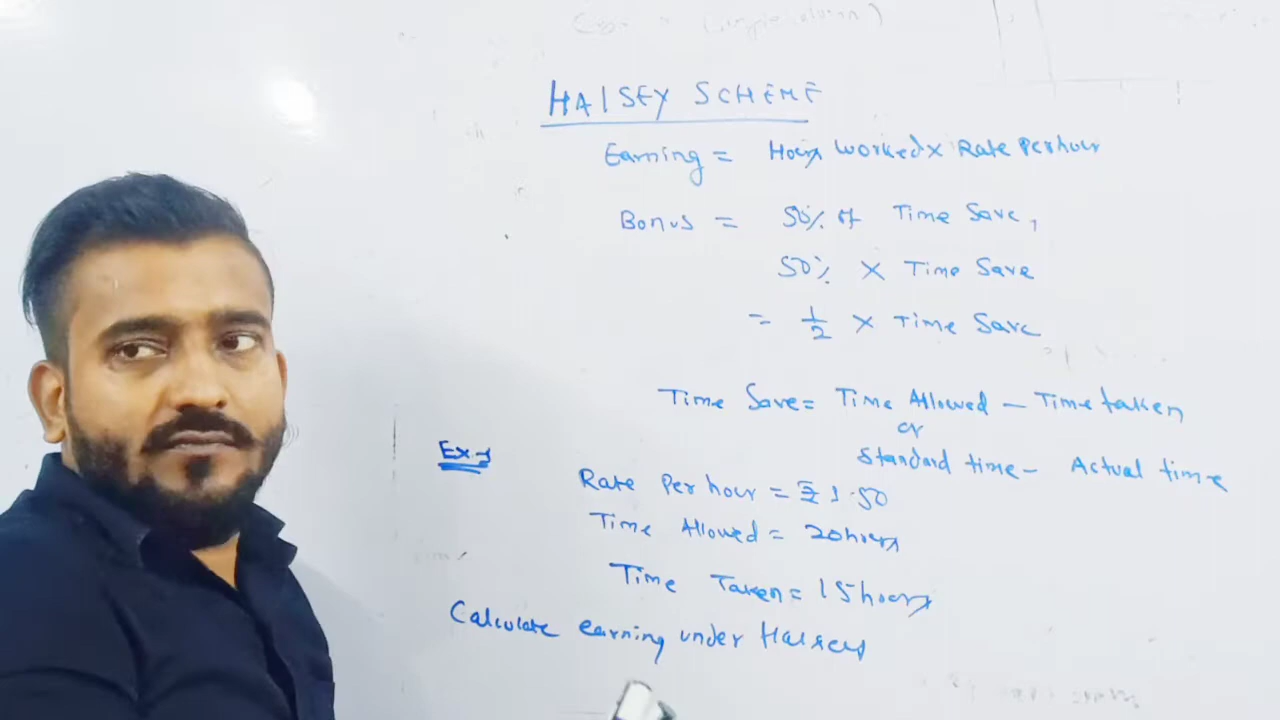 HALSEY SCHEME
Earning = Hours worked x Rate Per hour
Bonus = 50% of Time Save,
50% X Time Save
= 1/2 X Time Save
Time Save = Time Allowed - Time taken
or
Standard time - Actual time
Ex-1
Rate Per hour = ₹ 1.50
Time Allowed = 20 hours
Time Taken = 15 hours
Calculate earning under Halsey